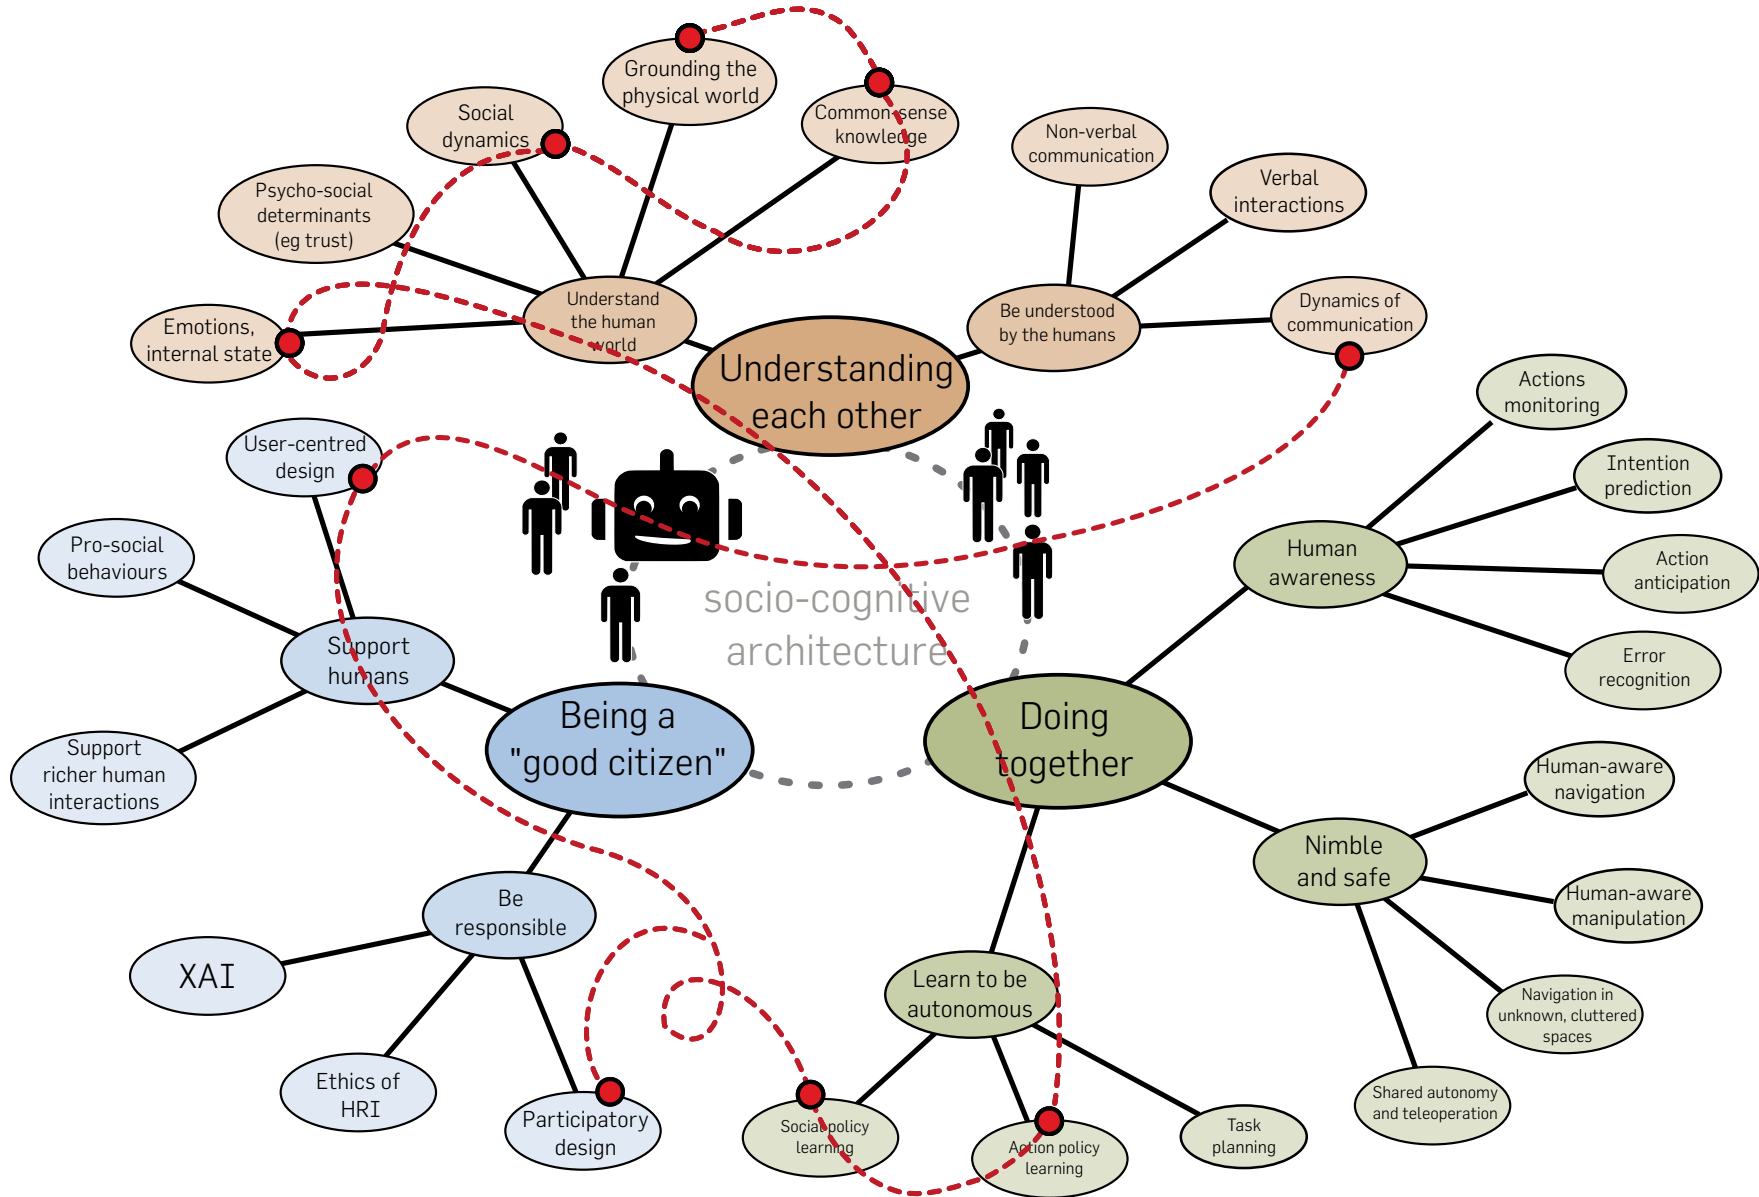 Grounding the
physical world
Social
dynamics
Common-sense
knowledge
Non-verbal
communication
Verbal
interactions
Psycho-social
determinants
(eg trust)
Emotions,
internal state
Understand
the human
world
Be understood
by the humans
Dynamics of
communication
Understanding
each other
Actions
monitoring
Intention
prediction
Human
awareness
Action
anticipation
Error
recognition
User-centred
design
Pro-social
behaviours
Support
humans
Support
richer human
interactions
socio-cognitive
architecture
Being a
"good citizen"
Doing
together
Human-aware
navigation
Nimble
and safe
Human-aware
manipulation
Navigation in
unknown, cluttered
spaces
Shared autonomy
and teleoperation
Be
responsible
XAI
Ethics of
HRI
Participatory
design
Learn to be
autonomous
Social policy
learning
Action policy
learning
Task
planning